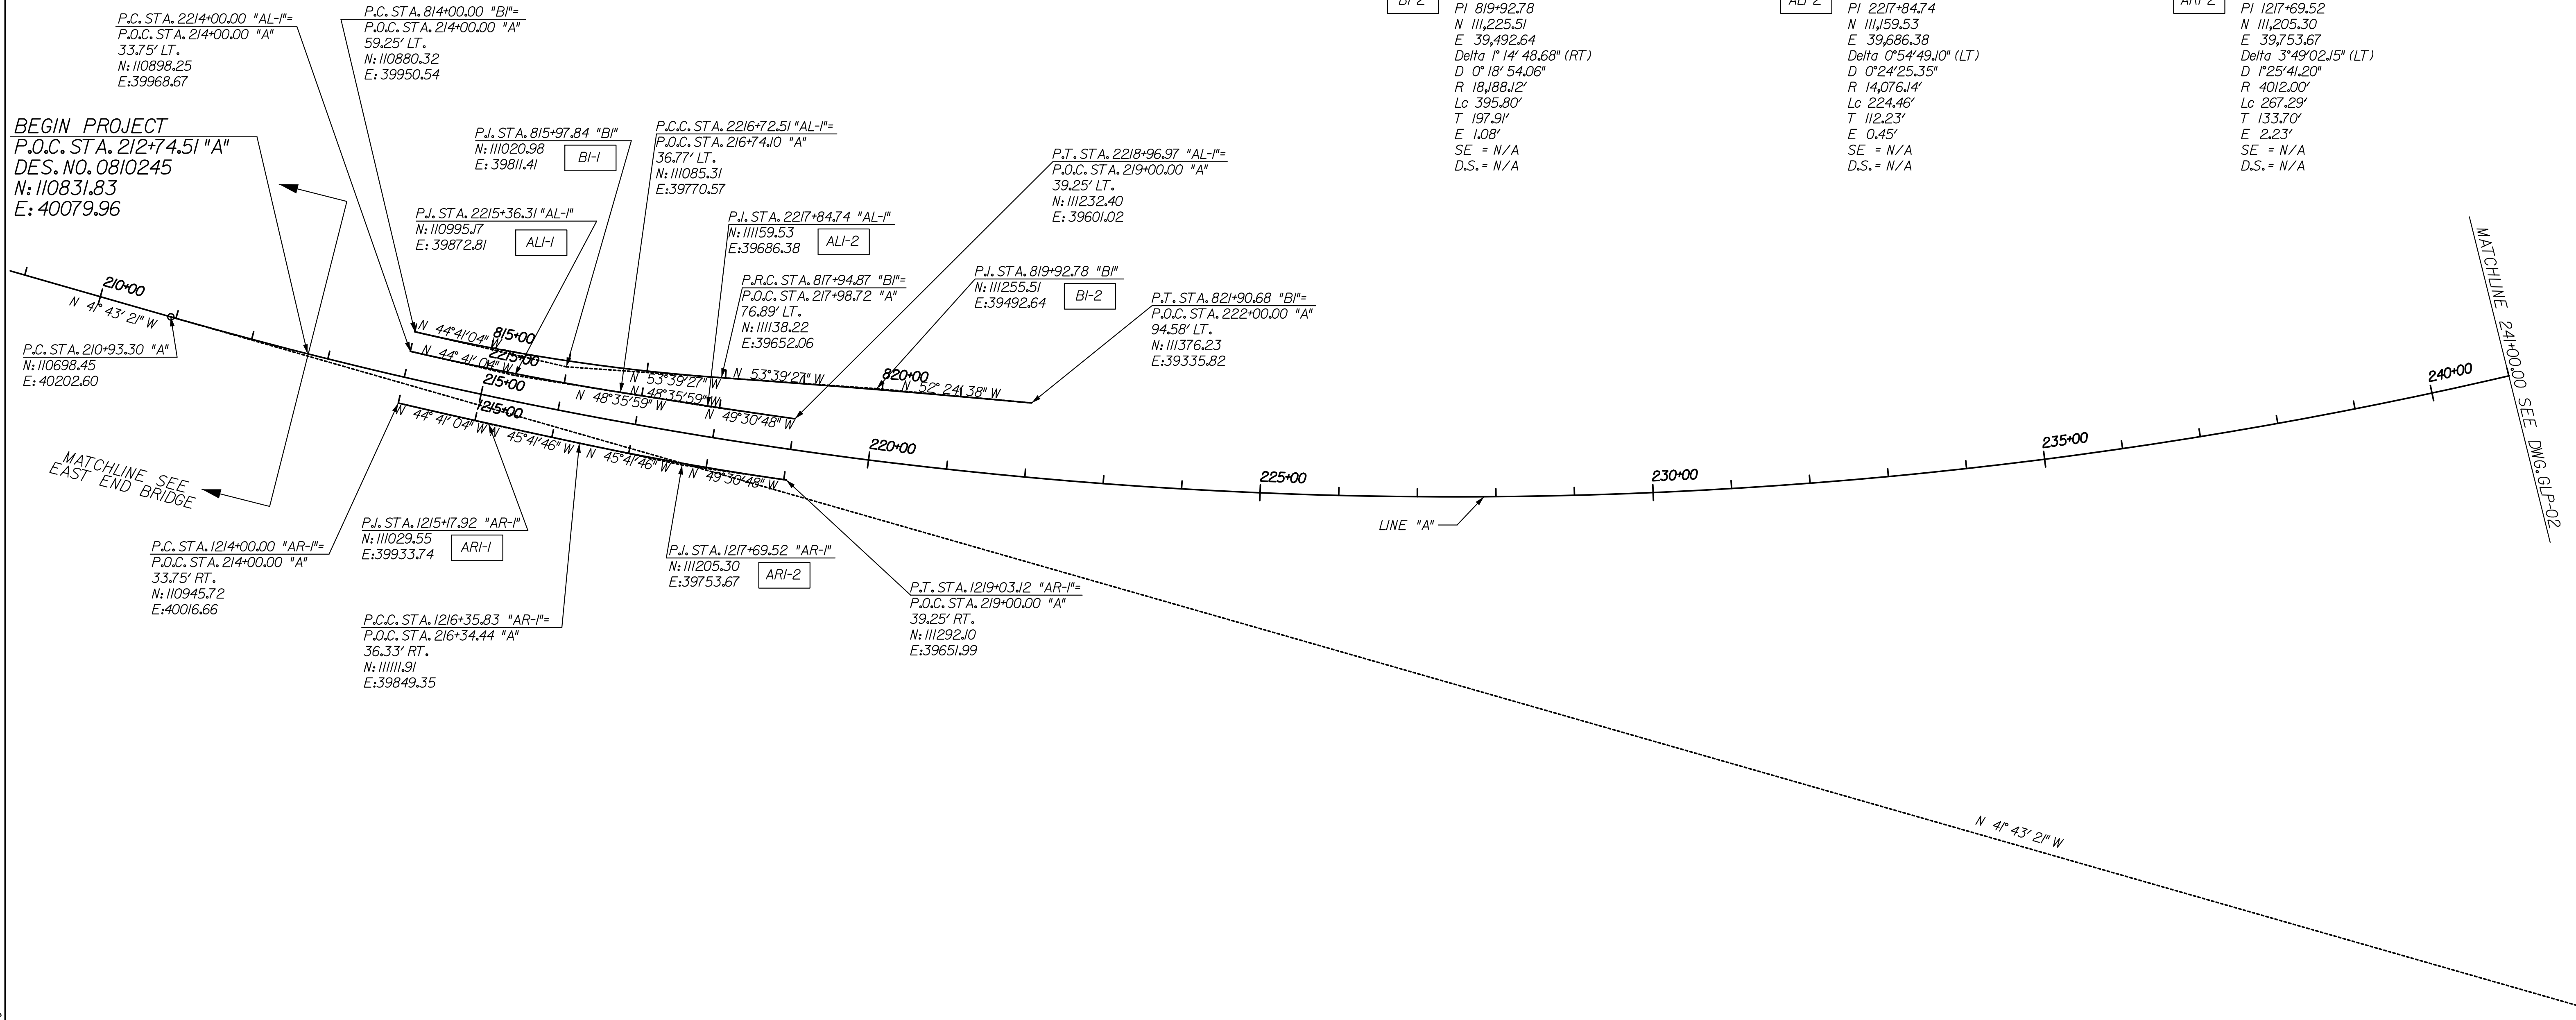 P.C. STA. 2214+00.00 "AL-1"=
P.O.C. STA. 214+00.00 "A"
33.75' LT.
N: 110898.25
E: 39968.67
P.C. STA. 814+00.00 "B1"=
P.O.C. STA. 214+00.00 "A"
59.25' LT.
N: 110880.32
E: 39950.54
PI 819+92.78
N 111,225.51
E 39,492.64
Delta 1° 14' 48.68" (RT)
D 0° 18' 54.06"
R 18,188.12'
Lc 395.80'
T 197.91'
E 1.08'
SE = N/A
D.S. = N/A
PI 2217+84.74
N 111,159.53
E 39,686.38
Delta 0°54'49.10" (LT)
D 0°24'25.35"
R 14,076.14'
Lc 224.46'
T 112.23'
E 0.45'
SE = N/A
D.S. = N/A
PI 1217+69.52
N 111,205.30
E 39,753.67
Delta 3°49'02.15" (LT)
D 1°25'41.20"
R 4012.00'
Lc 267.29'
T 133.70'
E 2.23'
SE = N/A
D.S. = N/A
BEGIN PROJECT
P.O.C. STA. 212+74.51 "A"
DES. NO. 0810245
N: 110831.83
E: 40079.96
P.I. STA. 815+97.84 "B1"
N: 111020.98
E: 39811.41
B1-1
P.C.C. STA. 2216+72.51 "AL-1"=
P.O.C. STA. 216+74.10 "A"
36.77' LT.
N: 111085.31
E: 39770.57
P.T. STA. 2218+96.97 "AL-1"=
P.O.C. STA. 219+00.00 "A"
39.25' LT.
N: 111232.40
E: 39601.02
P.I. STA. 2215+36.31 "AL-1"
N: 110995.17
E: 39872.81
AL1-1
P.I. STA. 2217+84.74 "AL-1"
N: 111159.53
E:39686.38
AL1-2
P.R.C. STA. 817+94.87 "B1"=
P.O.C. STA. 217+98.72 "A"
76.89' LT.
N: 111138.22
E: 39652.06
P.I. STA. 819+92.78 "B1"
N: 111255.51
E:39492.64
B1-2
P.T. STA. 821+90.68 "B1"=
P.O.C. STA. 222+00.00 "A"
94.58' LT.
N: 111376.23
E:39335.82
MATCHLINE 241+00.00 SEE DWG. GLP-02
210+00
N 41° 43' 21" W
P.C. STA. 210+93.30 "A"
N: 110698.45
E: 40202.60
N 44°41'04" W
815+00
N 44°41'04" W
2215+00
N 53°39'27" W
N 53°39'27" W
820+00
N 52° 24' 38" W
N 48°35'59" W
N 48°35'59" W
N 49°30'48" W
215+00
1215+00
N 44° 41' 04" W
N 45°41'46" W
N 45°41'46" W
N 49°30'48" W
220+00
225+00
230+00
235+00
240+00
LINE "A"
MATCHLINE SEE
EAST END BRIDGE
P.C. STA. 1214+00.00 "AR-1"=
P.O.C. STA. 214+00.00 "A"
33.75' RT.
N: 110945.72
E:40016.66
P.I. STA. 1215+17.92 "AR-1"
N: 111029.55
E:39933.74
AR1-1
P.C.C. STA. 1216+35.83 "AR-1"=
P.O.C. STA. 216+34.44 "A"
36.33' RT.
N: 111111.91
E:39849.35
P.I. STA. 1217+69.52 "AR-1"
N: 111205.30
E:39753.67
AR1-2
P.T. STA. 1219+03.12 "AR-1"=
P.O.C. STA. 219+00.00 "A"
39.25' RT.
N: 111292.10
E:39651.99
N 41° 43' 21" W